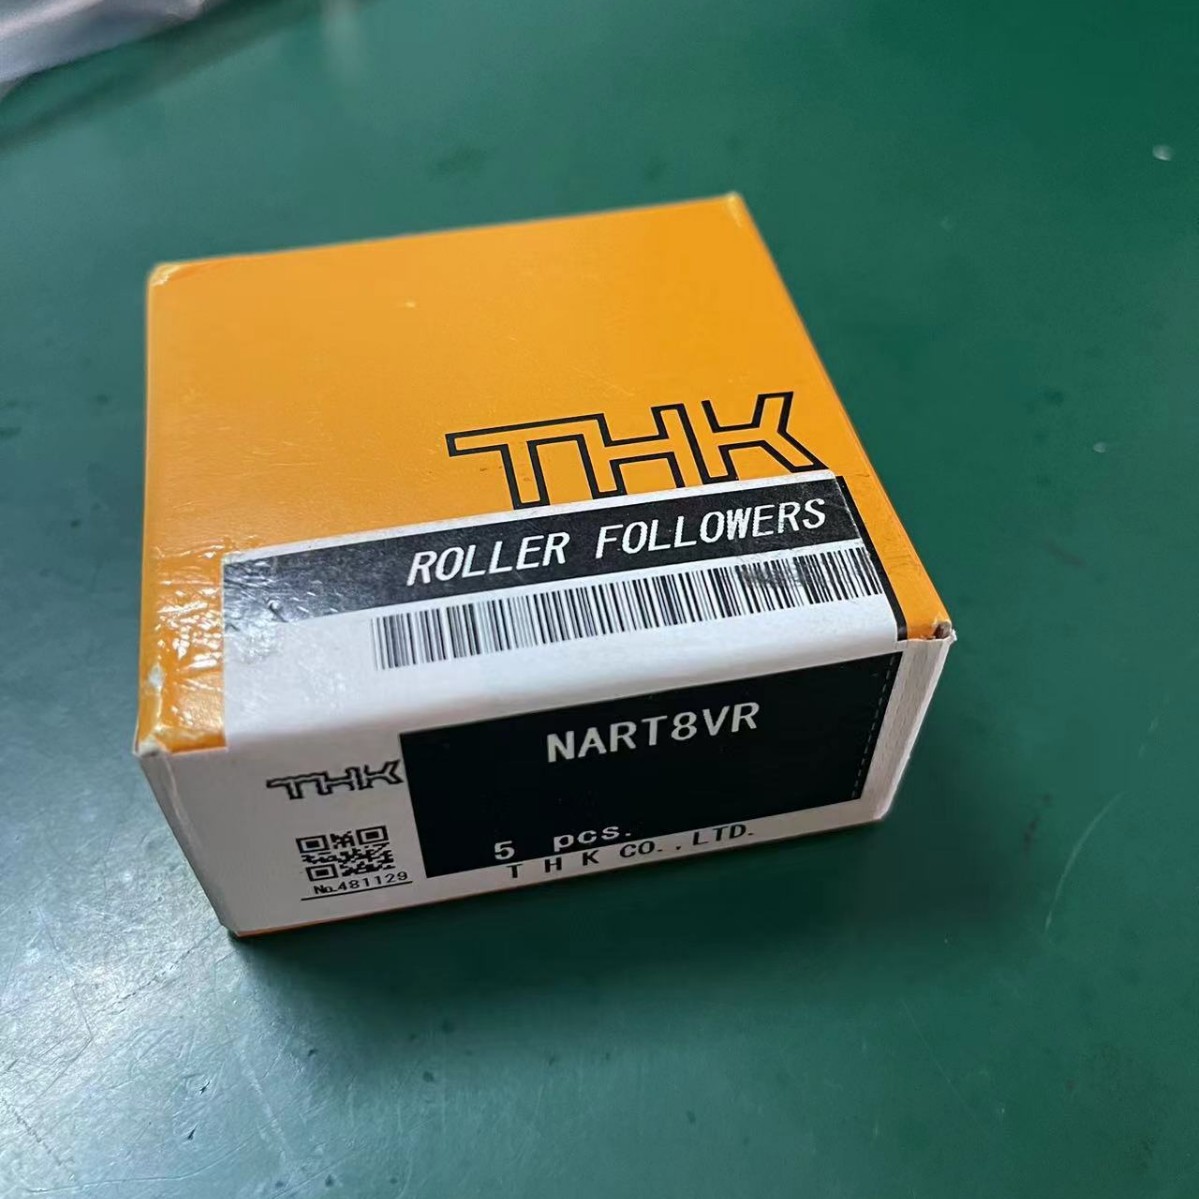 THK
ROLLER FOLLOWERS
NART8VR
THK
5 pcs.
T H K CO.,LTD.
No.481129